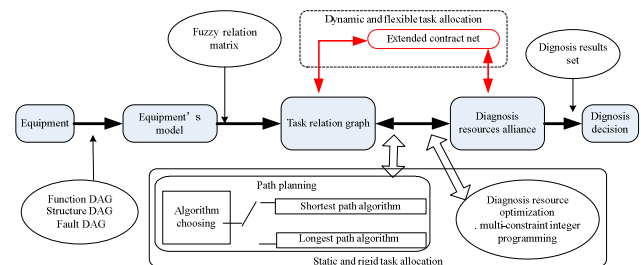 Dynamic and flexible task allocation
Extended contract net
Fuzzy relation
matrix
Dignosis results
set
Equipment
Equipment's
model
Task relation graph
Diagnosis
resources alliance
Dignosis
decision
Function DAG
Structure DAG
Fault DAG
Path planning
Algorithm
choosing
Shortest path algorithm
Longest path algorithm
Diagnosis resource
optimization
. multi-constraint integer
programming
Static and rigid task allocation